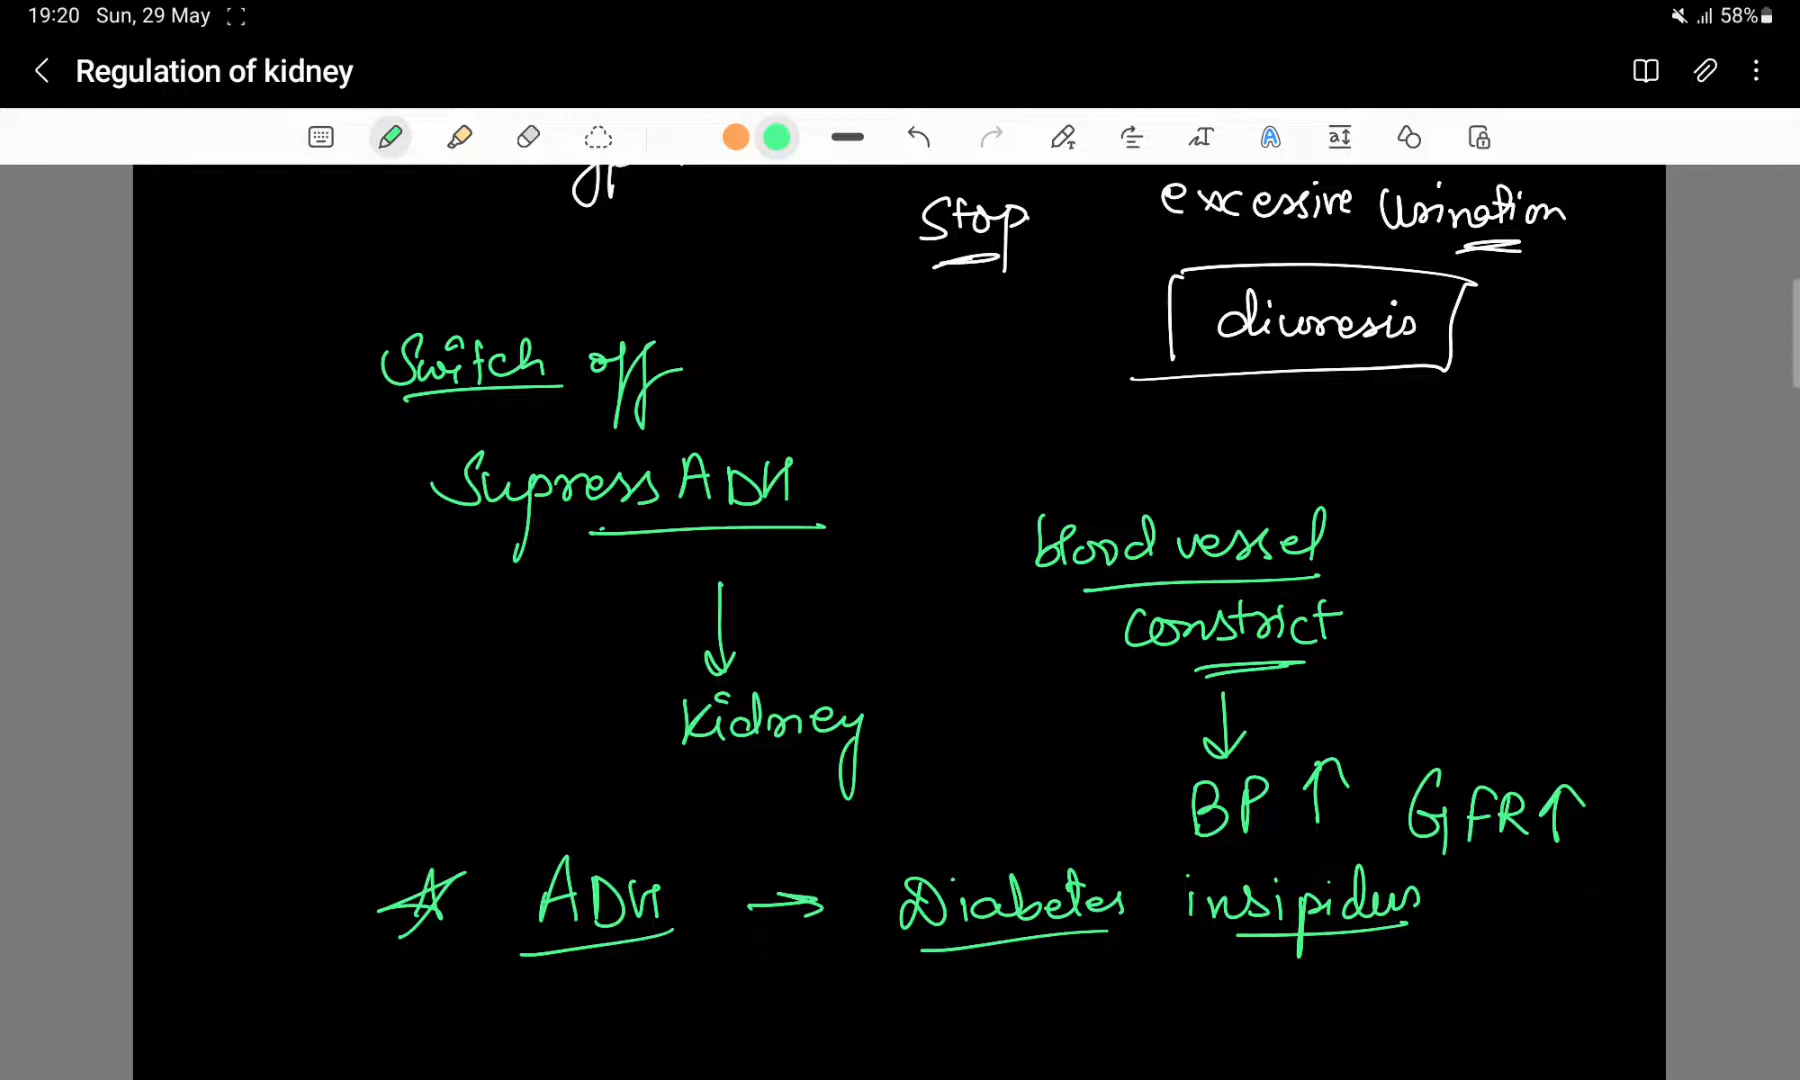 19:20 Sun, 29 May
58%
Regulation of kidney
Stop
excessive Urination
diuresis
Switch off
Supress ADH
blood vessel
constrict
Kidney
BP ↑ GFR ↑
ADH → Diabetes insipidus